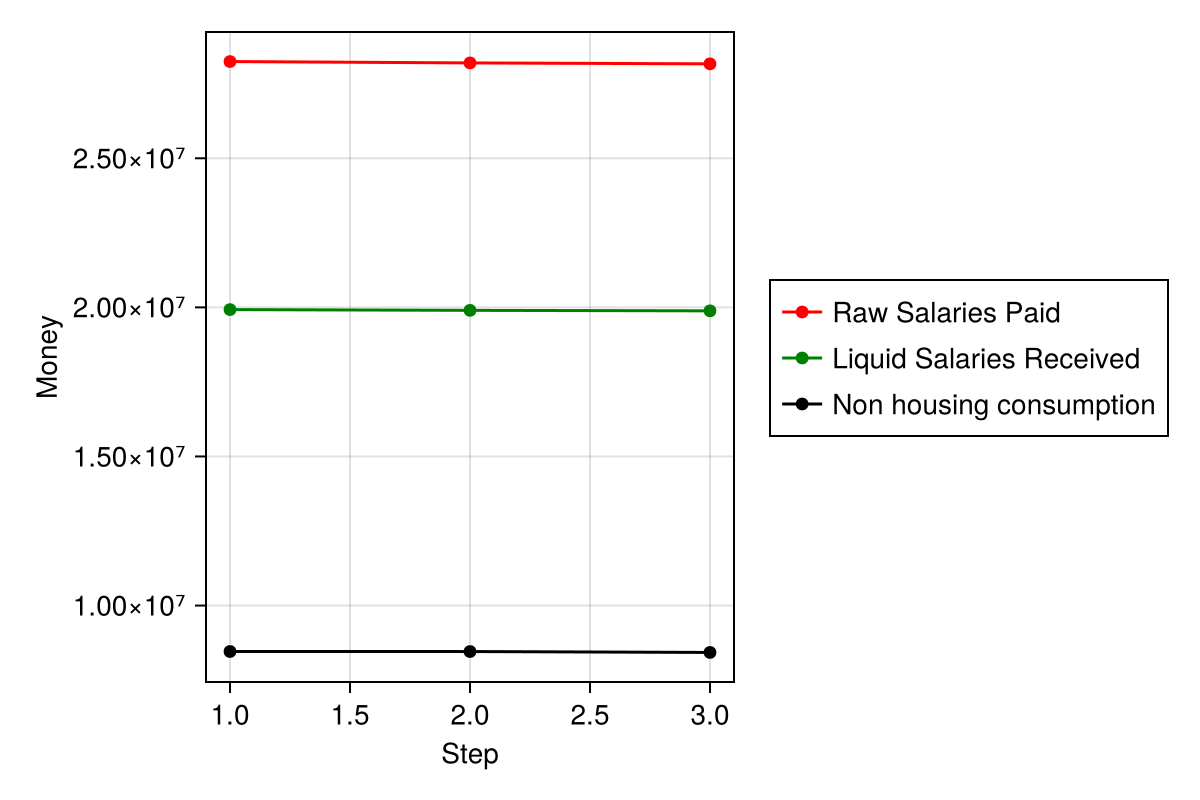 2.50×10⁷
2.00×10⁷
1.50×10⁷
1.00×10⁷
Money
1.0 1.5 2.0 2.5 3.0
Step
Raw Salaries Paid
Liquid Salaries Received
Non housing consumption